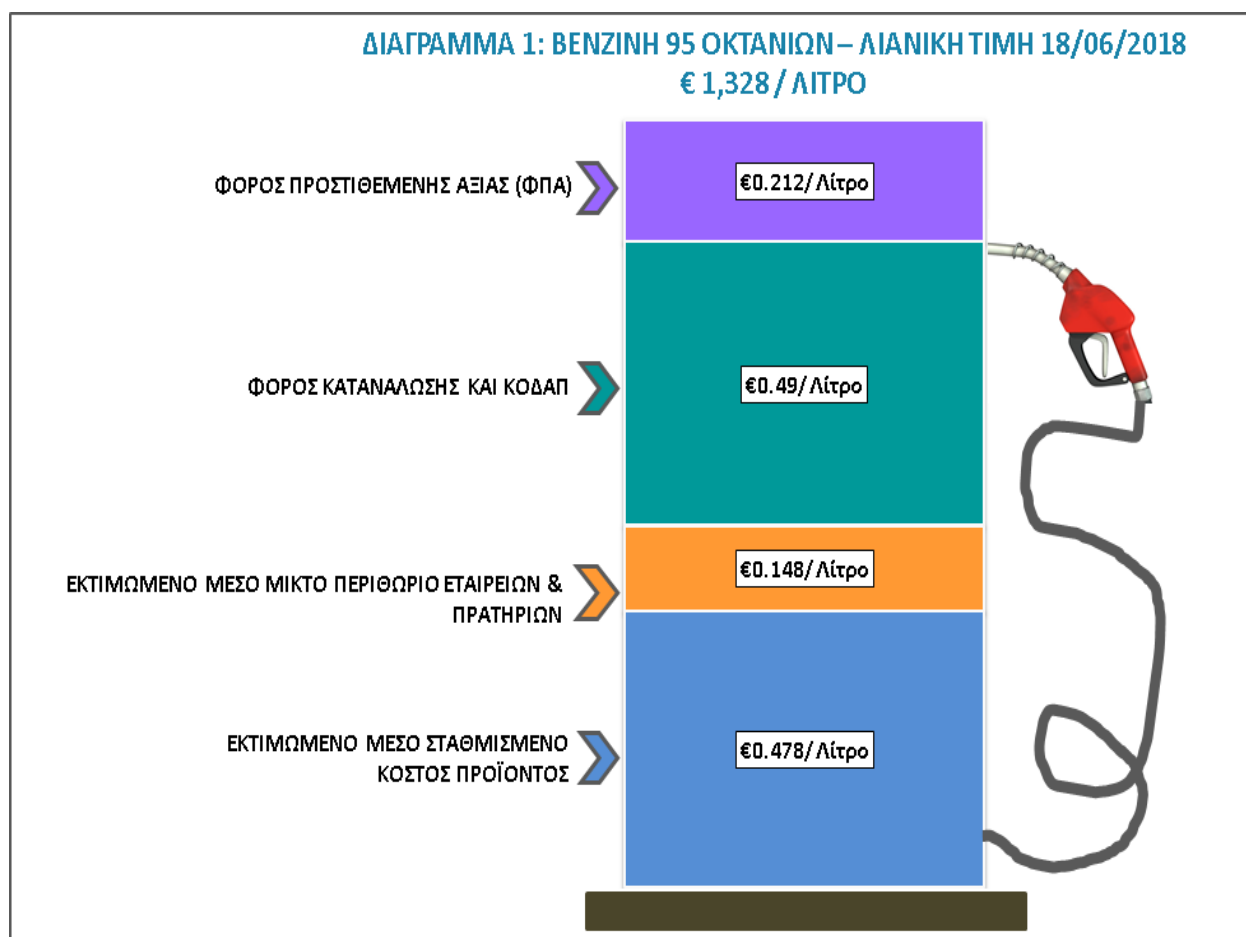 ΔΙΑΓΡΑΜΜΑ 1: ΒΕΝΖΙΝΗ 95 ΟΚΤΑΝΙΩΝ – ΛΙΑΝΙΚΗ ΤΙΜΗ 18/06/2018
€ 1,328 / ΛΙΤΡΟ
ΦΟΡΟΣ ΠΡΟΣΤΙΘΕΜΕΝΗΣ ΑΞΙΑΣ (ΦΠΑ)
€0.212/ Λίτρο
ΦΟΡΟΣ ΚΑΤΑΝΑΛΩΣΗΣ ΚΑΙ ΚΟΔΑΠ
€0.49/ Λίτρο
ΕΚΤΙΜΩΜΕΝΟ ΜΕΣΟ ΜΙΚΤΟ ΠΕΡΙΘΩΡΙΟ ΕΤΑΙΡΕΙΩΝ &
ΠΡΑΤΗΡΙΩΝ
€0.148/ Λίτρο
ΕΚΤΙΜΩΜΕΝΟ ΜΕΣΟ ΣΤΑΘΜΙΣΜΕΝΟ
ΚΟΣΤΟΣ ΠΡΟΪΟΝΤΟΣ
€0.478/ Λίτρο